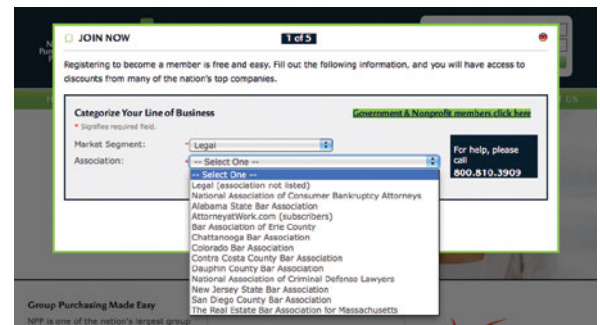 JOIN NOW
1 of 5
Registering to become a member is free and easy. Fill out the following information, and you will have access to
discounts from many of the nation's top companies.
Categorize Your Line of Business
Government & Nonprofit members click here
* Signifies required field.
Market Segment:
Legal
Association:
-- Select One --
For help, please
call
800.810.3909
-- Select One --
Legal (association not listed)
National Association of Consumer Bankruptcy Attorneys
Alabama State Bar Association
AttorneyatWork.com (subscribers)
Bar Association of Erie County
Chattanooga Bar Association
Colorado Bar Association
Contra Costa County Bar Association
Dauphin County Bar Association
National Association of Criminal Defense Lawyers
New Jersey State Bar Association
San Diego County Bar Association
The Real Estate Bar Association for Massachusetts
Group Purchasing Made Easy
NPP is one of the nation's largest group